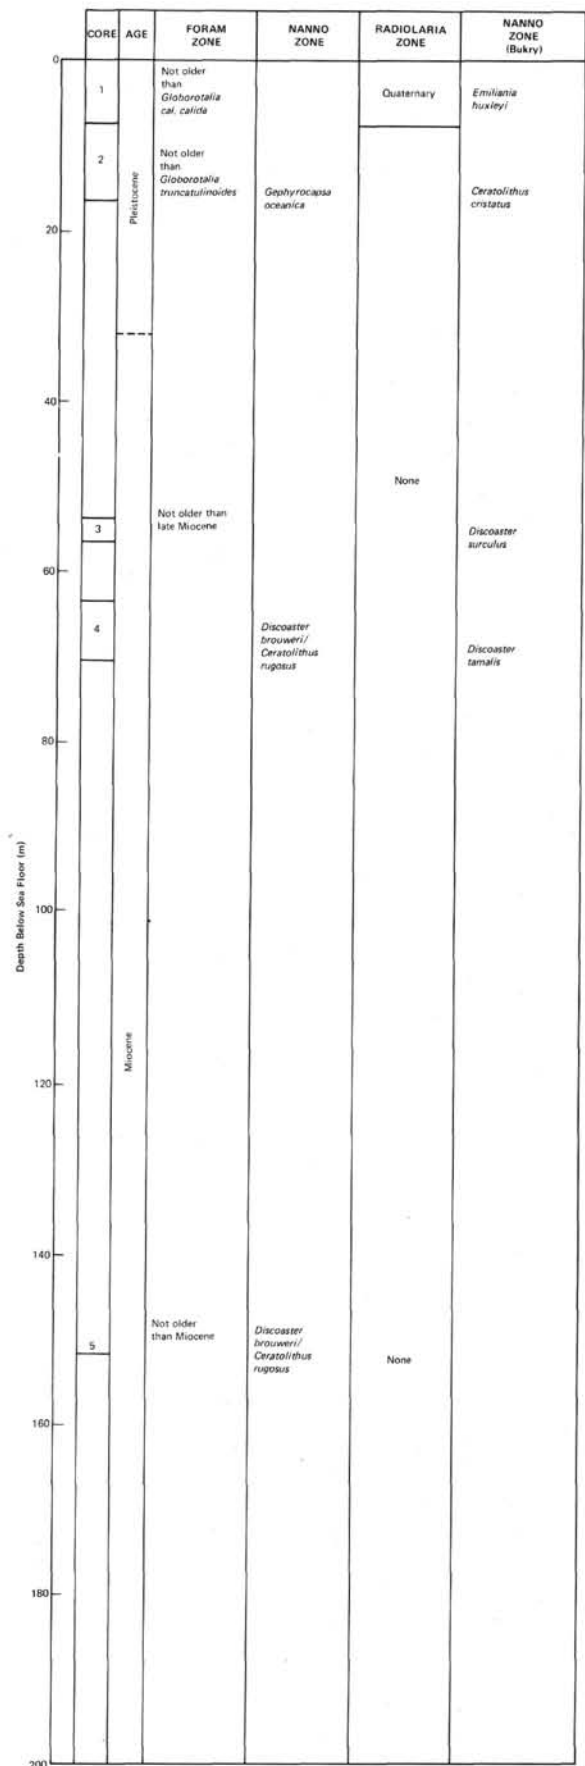 CORE
AGE
FORAM
ZONE
NANNO
ZONE
RADIOLARIA
ZONE
NANNO
ZONE
(Bukry)
0
1
Not older
than
Globorotalia
cal. calida
Quaternary
Emiliania
huxleyi
2
Not older
than
Globorotalia
truncatulinoides
Gephyrocapsa
oceanica
Ceratolithus
cristatus
Pleistocene
20
40
None
3
Not older than
late Miocene
Discoaster
surculus
60
4
Discoaster
brouweri/
Ceratolithus
rugosus
Discoaster
tamalis
80
Depth Below Sea Floor (m)
100
Miocene
120
140
5
Not older
than Miocene
Discoaster
brouweri/
Ceratolithus
rugosus
None
160
180
200